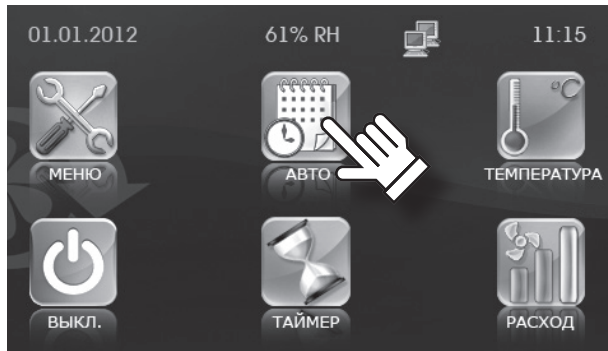 01.01.2012 61% RH 11:15
°C
МЕНЮ АВТО ТЕМПЕРАТУРА
ВЫКЛ. ТАЙМЕР РАСХОД